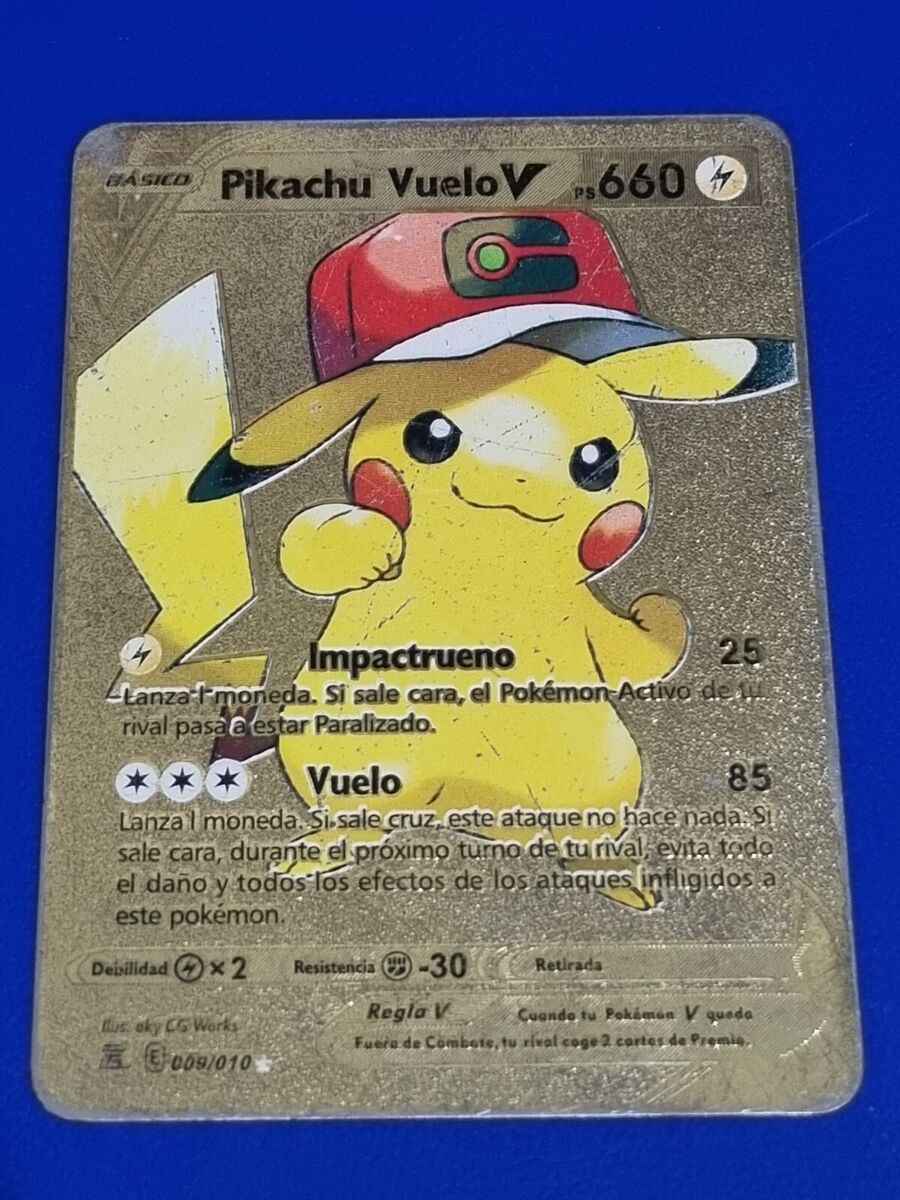 BÁSICO Pikachu Vuelo V PS 660
Impactrueno 25
Lanza 1 moneda. Si sale cara, el Pokémon Activo de tu
rival pasa a estar Paralizado.
Vuelo 85
Lanza 1 moneda. Si sale cruz, este ataque no hace nada. Si
sale cara, durante el próximo turno de tu rival, evita todo
el daño y todos los efectos de los ataques infligidos a
este pokémon.
Debilidad × 2 Resistencia -30 Retirada
Regla V Cuando tu Pokémon V queda
Fuera de Combate, tu rival coge 2 cartas de Premio.
Illus. aky CG Works
E 009/010